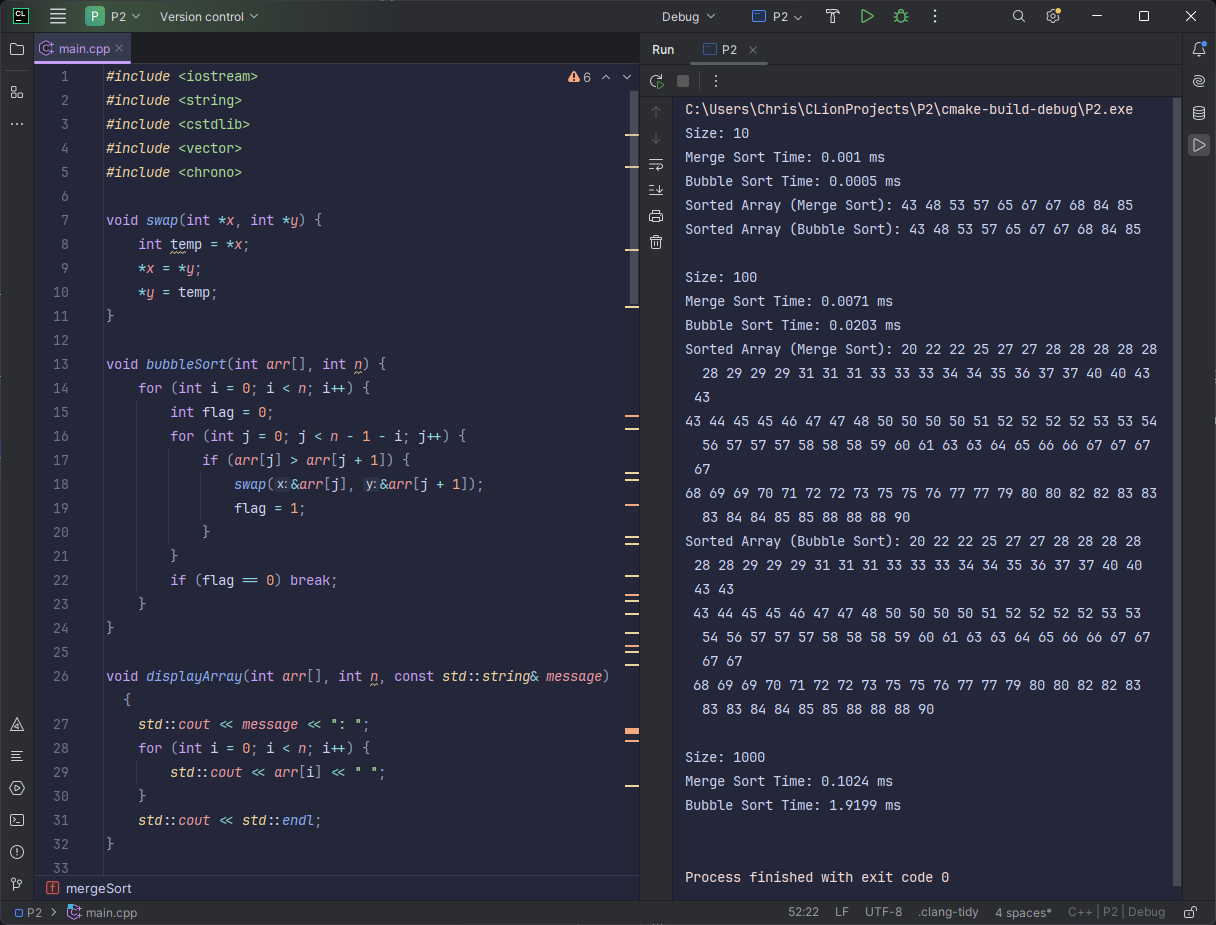 CL
P P2 Version control Debug P2
main.cpp
Run P2
6
1 #include <iostream>
2 #include <string>
3 #include <cstdlib>
4 #include <vector>
5 #include <chrono>
6
7 void swap(int *x, int *y) {
8 int temp = *x;
9 *x = *y;
10 *y = temp;
11 }
12
13 void bubbleSort(int arr[], int n) {
14 for (int i = 0; i < n; i++) {
15 int flag = 0;
16 for (int j = 0; j < n - 1 - i; j++) {
17 if (arr[j] > arr[j + 1]) {
18 swap(x: &arr[j], y: &arr[j + 1]);
19 flag = 1;
20 }
21 }
22 if (flag == 0) break;
23 }
24 }
25
26 void displayArray(int arr[], int n, const std::string& message)
{
27 std::cout << message << ": ";
28 for (int i = 0; i < n; i++) {
29 std::cout << arr[i] << " ";
30 }
31 std::cout << std::endl;
32 }
33
f mergeSort
C:\Users\Chris\CLionProjects\P2\cmake-build-debug\P2.exe
Size: 10
Merge Sort Time: 0.001 ms
Bubble Sort Time: 0.0005 ms
Sorted Array (Merge Sort): 43 48 53 57 65 67 67 68 84 85
Sorted Array (Bubble Sort): 43 48 53 57 65 67 67 68 84 85
Size: 100
Merge Sort Time: 0.0071 ms
Bubble Sort Time: 0.0203 ms
Sorted Array (Merge Sort): 20 22 22 25 27 27 28 28 28 28 28
28 29 29 29 31 31 31 33 33 33 34 34 35 36 37 37 40 40 43
43
43 44 45 45 46 47 47 48 50 50 50 50 51 52 52 52 52 53 53 54
56 57 57 57 58 58 58 59 60 61 63 63 64 65 66 66 67 67 67
67
68 69 69 70 71 72 72 73 75 75 76 77 77 79 80 80 82 82 83 83
83 84 84 85 85 88 88 88 90
Sorted Array (Bubble Sort): 20 22 22 25 27 27 28 28 28 28
28 28 29 29 29 31 31 31 33 33 33 34 34 35 36 37 37 40 40
43 43
43 44 45 45 46 47 47 48 50 50 50 50 51 52 52 52 52 53 53
54 56 57 57 57 58 58 58 59 60 61 63 63 64 65 66 66 67 67
67 67
68 69 69 70 71 72 72 73 75 75 76 77 77 79 80 80 82 82 83
83 83 84 84 85 85 88 88 88 90
Size: 1000
Merge Sort Time: 0.1024 ms
Bubble Sort Time: 1.9199 ms
Process finished with exit code 0
P2 > main.cpp
52:22 LF UTF-8 .clang-tidy 4 spaces* C++ | P2 | Debug